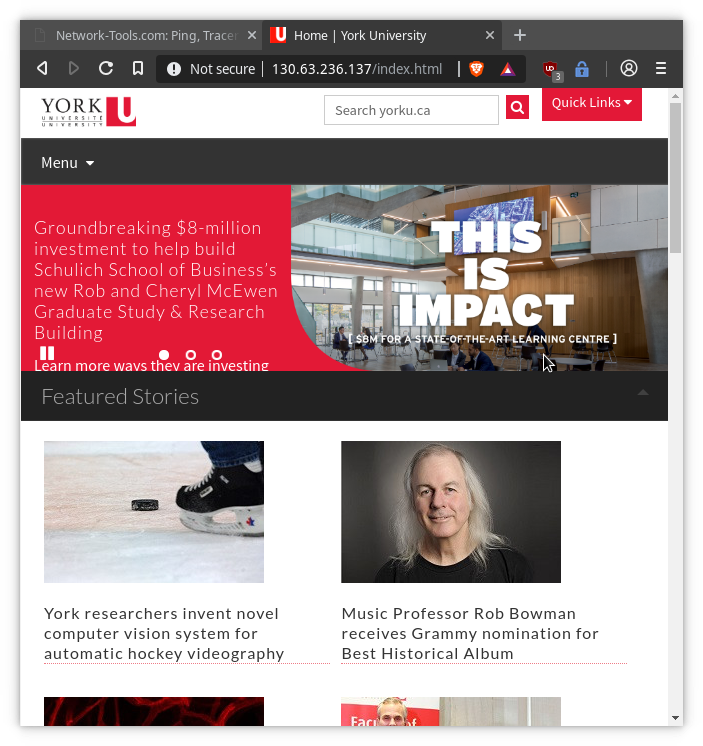 Network-Tools.com: Ping, Tracer
Home | York University
Not secure
130.63.236.137/index.html
3
YORK
UNIVERSITÉ
UNIVERSITY
U
Search yorku.ca
Quick Links
Menu
Groundbreaking $8-million
investment to help build
Schulich School of Business's
new Rob and Cheryl McEwen
Graduate Study & Research
Building
Learn more ways they are investing
THIS
IS
IMPACT
[ $8M FOR A STATE-OF-THE-ART LEARNING CENTRE ]
Featured Stories
York researchers invent novel
computer vision system for
automatic hockey videography
Music Professor Rob Bowman
receives Grammy nomination for
Best Historical Album